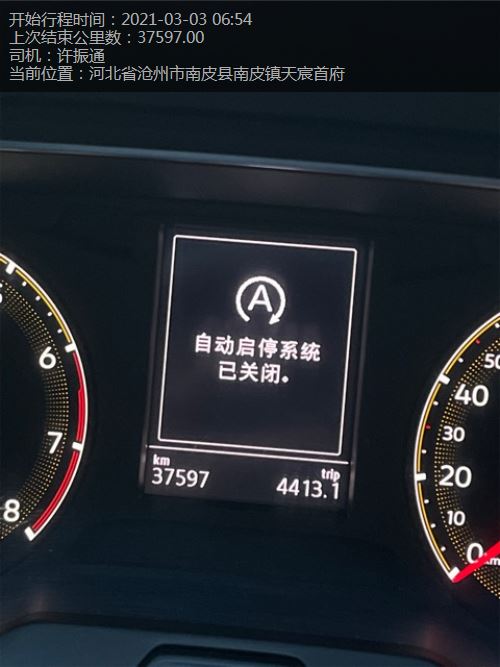 开始行程时间：2021-03-03 06:54
上次结束公里数：37597.00
司机：许振通
当前位置：河北省沧州市南皮县南皮镇天宸首府
A
自动启停系统
已关闭。
km
37597
trip
4413.1
6
7
8
50
40
30
20
10
0
km